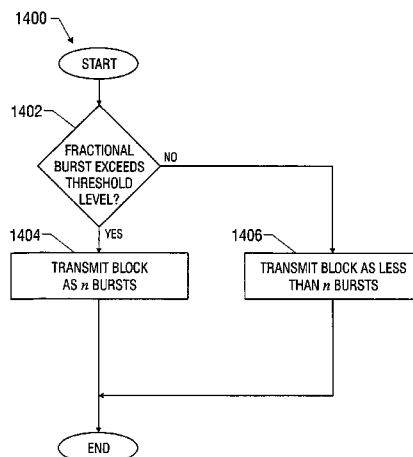 1400
START
1402
FRACTIONAL
BURST EXCEEDS
THRESHOLD
LEVEL?
NO
YES
1404
TRANSMIT BLOCK
AS n BURSTS
1406
TRANSMIT BLOCK AS LESS
THAN n BURSTS
END